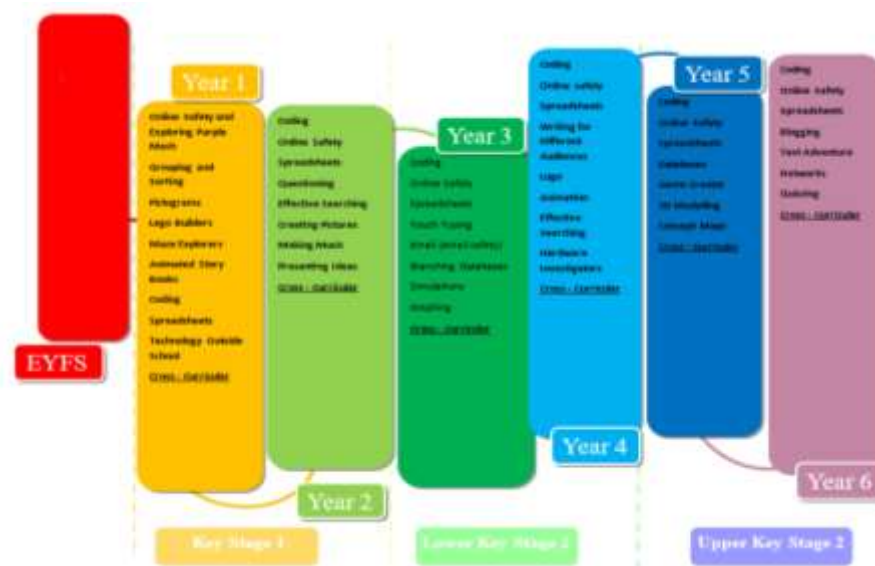 EYFS
Year 1
Online Safety and
Exploring Purple
Mash
Grouping and
Sorting
Pictograms
Lego Builders
Maze Explorers
Animated Story
Books
Coding
Spreadsheets
Technology Outside
School
Cross - Curricular
Coding
Online Safety
Spreadsheets
Questioning
Effective Searching
Creating Pictures
Making Music
Presenting Ideas
Cross - Curricular
Year 2
Year 3
Coding
Online Safety
Spreadsheets
Touch Typing
Email (email safety)
Branching Databases
Simulations
Graphing
Cross - Curricular
Coding
Online safety
Spreadsheets
Writing for
Different
Audiences
Logo
Animation
Effective
Searching
Hardware
Investigators
Cross - Curricular
Year 4
Year 5
Coding
Online Safety
Spreadsheets
Databases
Game Creator
3D Modelling
Concept Maps
Cross - Curricular
Coding
Online Safety
Spreadsheets
Blogging
Text Adventure
Networks
Quizzing
Cross - Curricular
Year 6
Key Stage 1
Lower Key Stage 2
Upper Key Stage 2